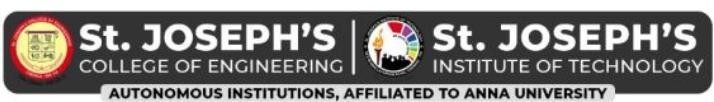 St. JOSEPH'S
COLLEGE OF ENGINEERING
St. JOSEPH'S
INSTITUTE OF TECHNOLOGY
AUTONOMOUS INSTITUTIONS, AFFILIATED TO ANNA UNIVERSITY